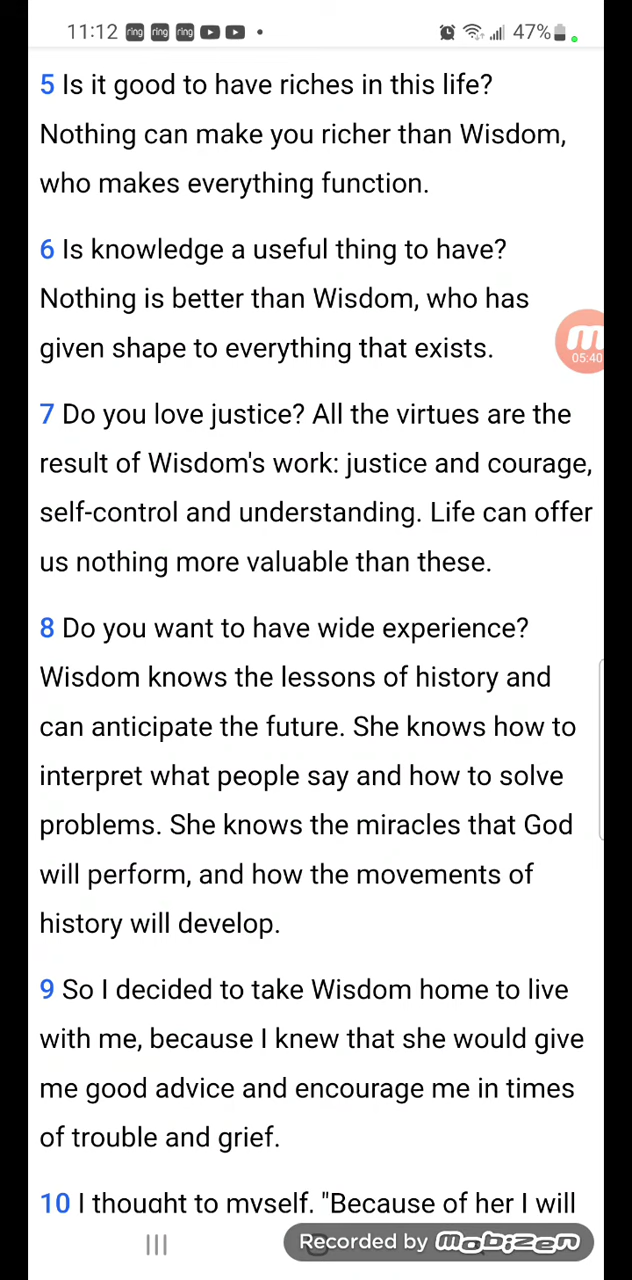 11:12 ring ring ring
47%
5 Is it good to have riches in this life?
Nothing can make you richer than Wisdom,
who makes everything function.
6 Is knowledge a useful thing to have?
Nothing is better than Wisdom, who has
given shape to everything that exists.
m
05:40
7 Do you love justice? All the virtues are the
result of Wisdom's work: justice and courage,
self-control and understanding. Life can offer
us nothing more valuable than these.
8 Do you want to have wide experience?
Wisdom knows the lessons of history and
can anticipate the future. She knows how to
interpret what people say and how to solve
problems. She knows the miracles that God
will perform, and how the movements of
history will develop.
9 So I decided to take Wisdom home to live
with me, because I knew that she would give
me good advice and encourage me in times
of trouble and grief.
10 I thought to myself, "Because of her I will
Recorded by mobizen